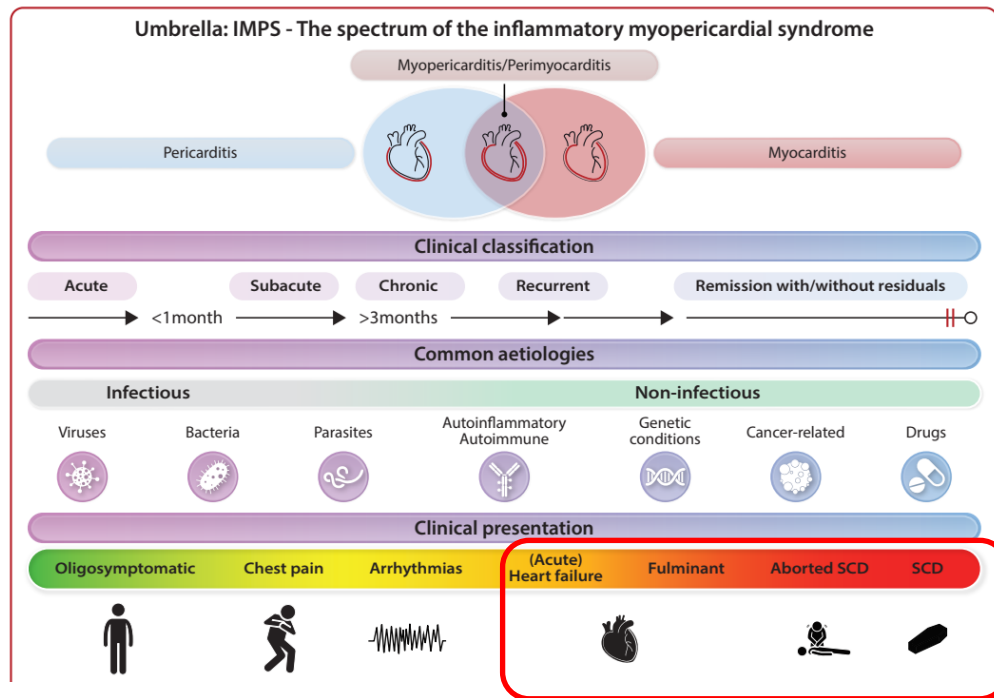 Umbrella: IMPS - The spectrum of the inflammatory myopericardial syndrome
Myopericarditis/Perimyocarditis
Pericarditis
Myocarditis
Clinical classification
Acute
Subacute
Chronic
Recurrent
Remission with/without residuals
<1month
>3months
Common aetiologies
Infectious
Non-infectious
Viruses
Bacteria
Parasites
Autoinflammatory
Autoimmune
Genetic
conditions
Cancer-related
Drugs
Clinical presentation
Oligosymptomatic
Chest pain
Arrhythmias
(Acute)
Heart failure
Fulminant
Aborted SCD
SCD